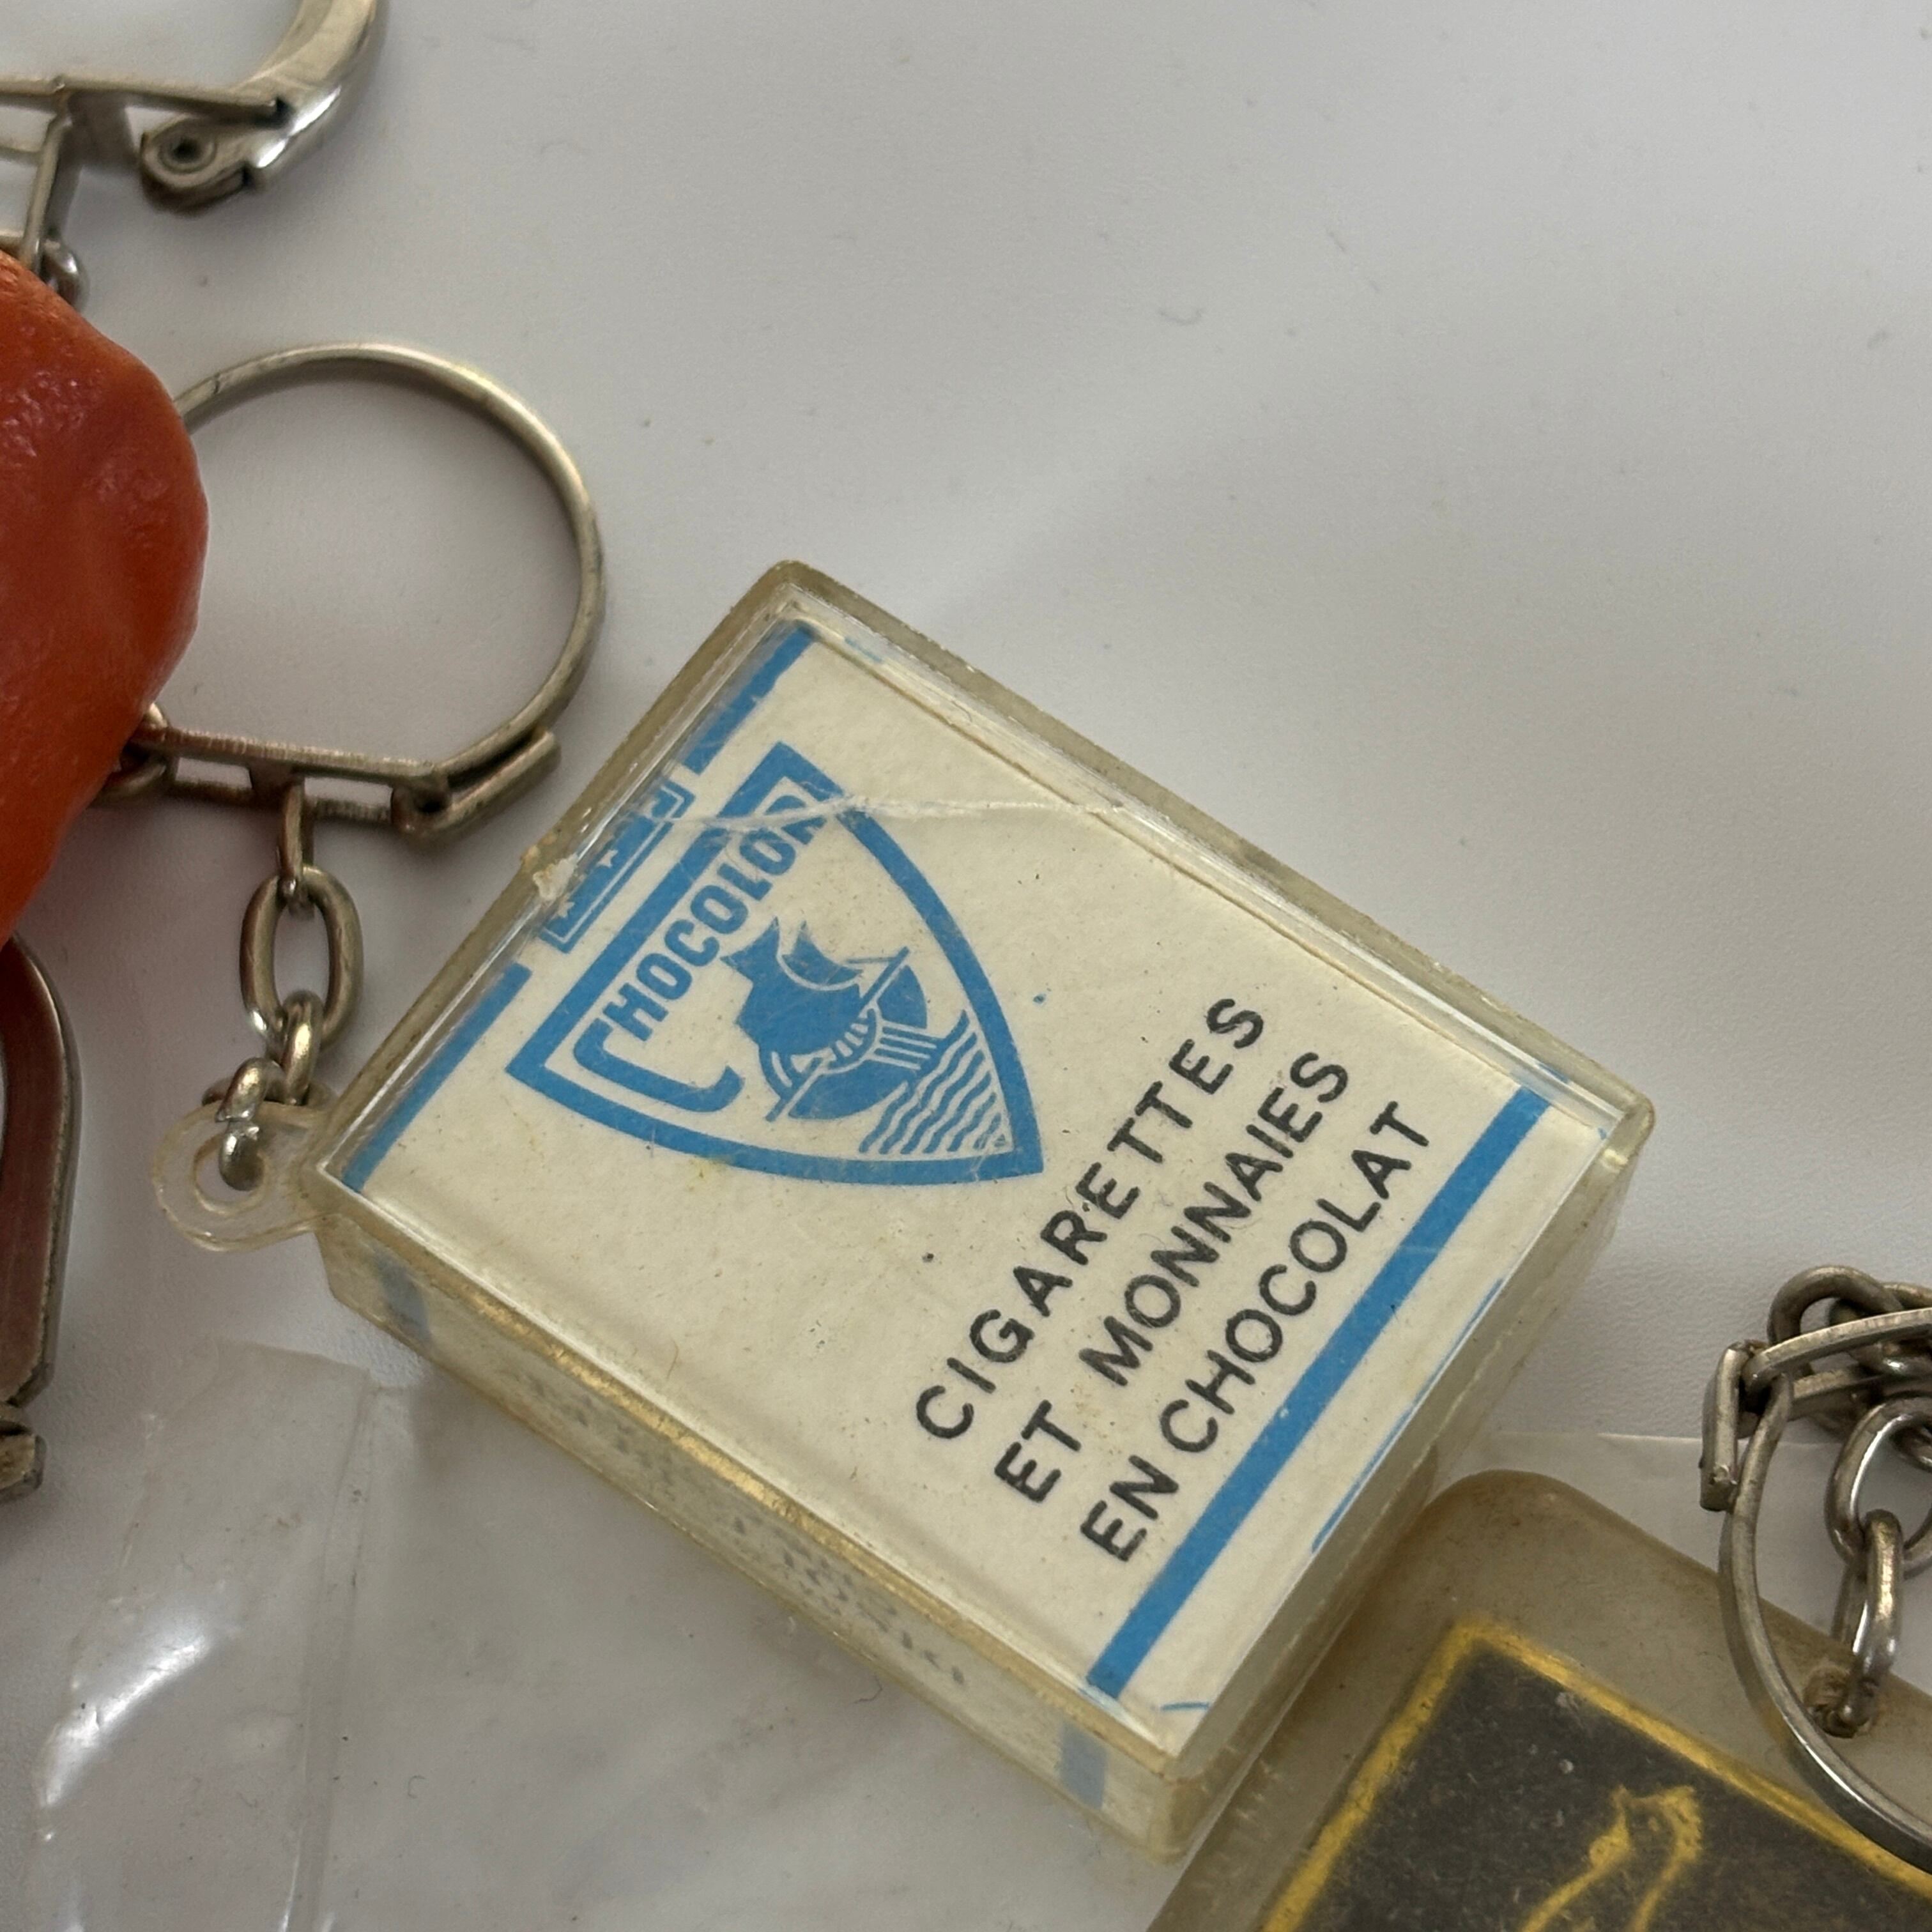 CHOCOLOR
CIGARETTES
ET MONNAIES
EN CHOCOLAT